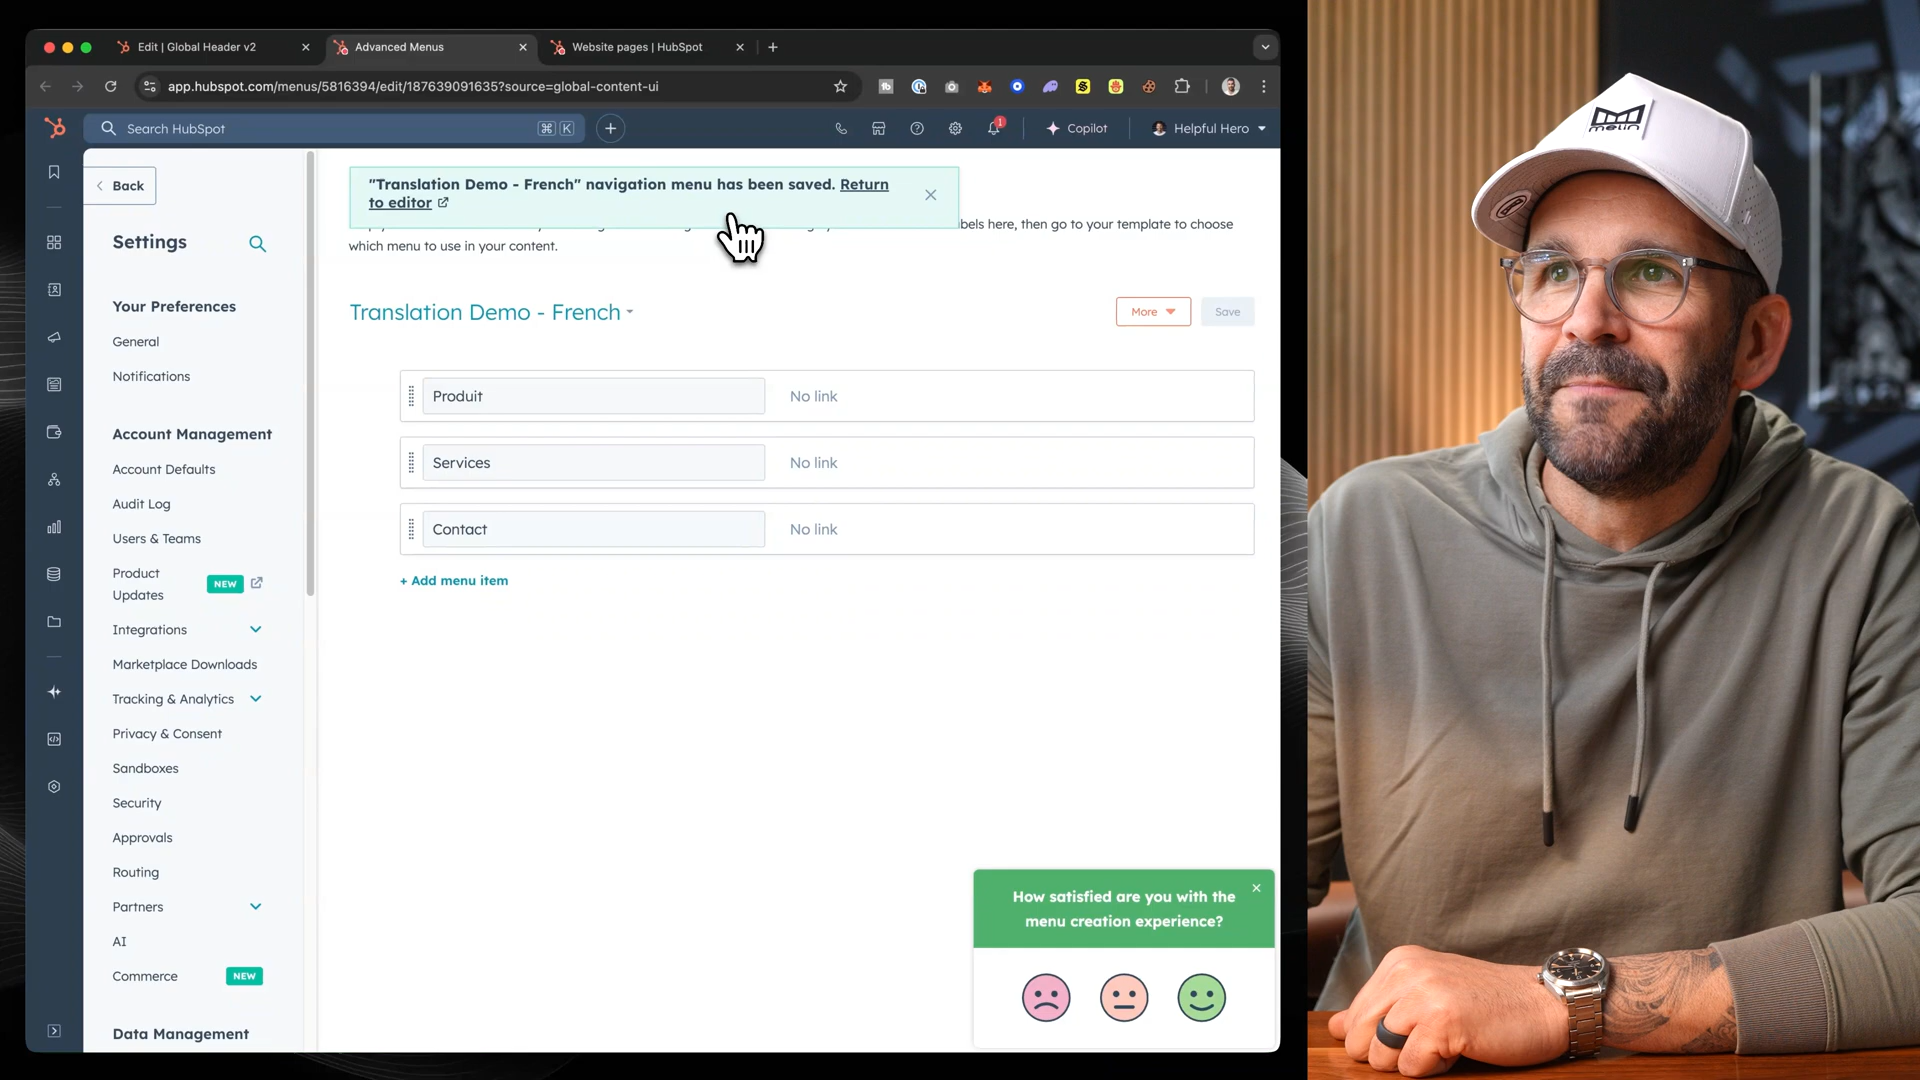 Edit | Global Header v2
Advanced Menus
Website pages | HubSpot
app.hubspot.com/menus/5816394/edit/187639091635?source=global-content-ui
Search HubSpot
⌘ K
1
Copilot
Helpful Hero
Back
"Translation Demo - French" navigation menu has been saved. Return
to editor
abels here, then go to your template to choose
which menu to use in your content.
Settings
Translation Demo - French
More
Save
Your Preferences
General
Notifications
Account Management
Account Defaults
Audit Log
Users & Teams
Product
Updates
NEW
Integrations
Marketplace Downloads
Tracking & Analytics
Privacy & Consent
Sandboxes
Security
Approvals
Routing
Partners
AI
Commerce
NEW
Data Management
Produit
No link
Services
No link
Contact
No link
+ Add menu item
How satisfied are you with the
menu creation experience?
melin